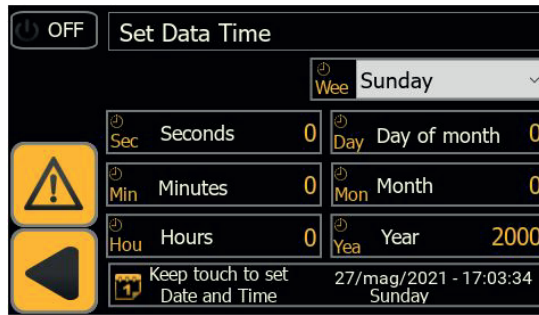 OFF
Set Data Time
Wee Sunday
Sec Seconds 0
Day Day of month 0
Min Minutes 0
Mon Month 0
Hou Hours 0
Yea Year 2000
Keep touch to set
Date and Time
27/mag/2021 - 17:03:34
Sunday